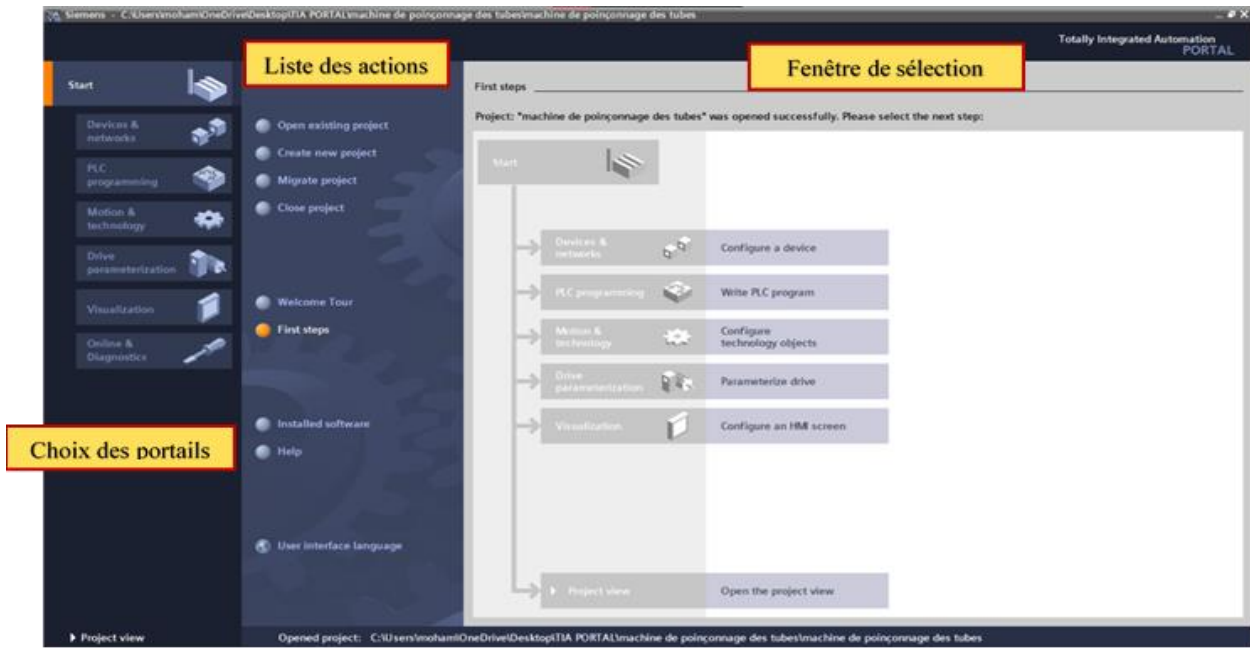 Siemens - C:\Users\moham\OneDrive\Desktop\TIA PORTAL\machine de poinçonnage des tubes\machine de poinçonnage des tubes
Totally Integrated Automation
PORTAL
Liste des actions
Fenêtre de sélection
Start
Devices &
networks
PLC
programming
Motion &
technology
Drive
parameterization
Visualization
Online &
Diagnostics
Choix des portails
Open existing project
Create new project
Migrate project
Close project
Welcome Tour
First steps
Installed software
Help
User interface language
First steps
Project: "machine de poinçonnage des tubes" was opened successfully. Please select the next step:
Start
Devices &
networks
Configure a device
PLC programming
Write PLC program
Motion &
technology
Configure
technology objects
Drive
parameterization
Parameterize drive
Visualization
Configure an HMI screen
Project view
Open the project view
Project view
Opened project: C:\Users\moham\OneDrive\Desktop\TIA PORTAL\machine de poinçonnage des tubes\machine de poinçonnage des tubes